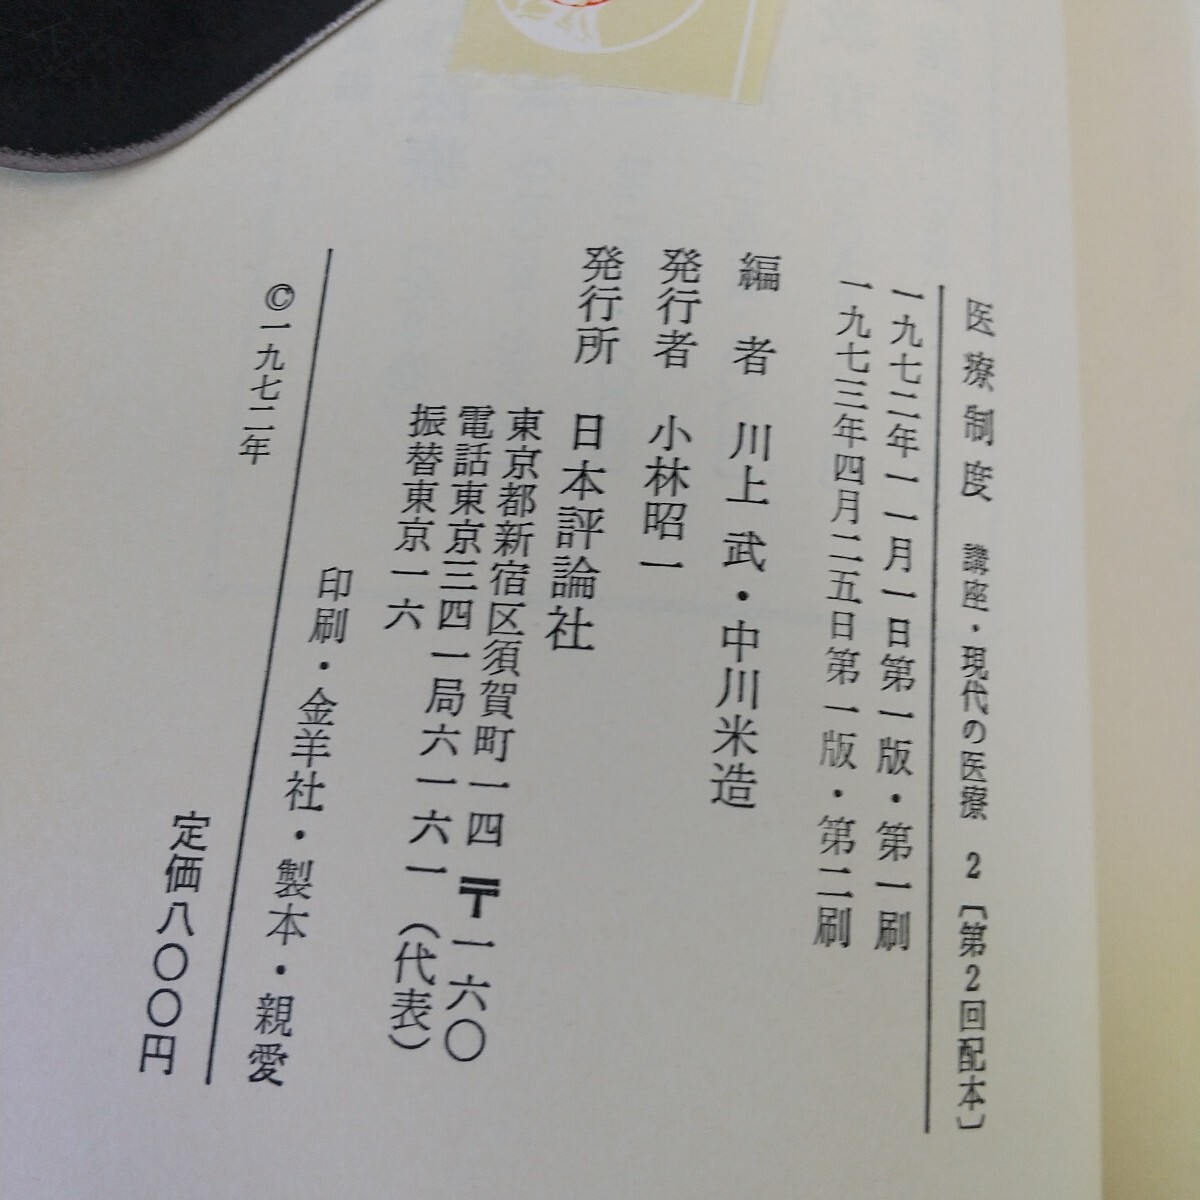 医療制度 講座・現代の医療 2〔第2回配本〕
一九七二年一一月一日第一版・第一刷
一九七三年四月二五日第一版・第二刷
編者 川上 武・中川米造
発行者 小林昭一
発行所 日本評論社
東京都新宿区須賀町一四 〒一六〇
電話東京三四一局六一六一(代表)
振替東京一六
印刷・金羊社・製本・親愛
©一九七二年
定価八〇〇円